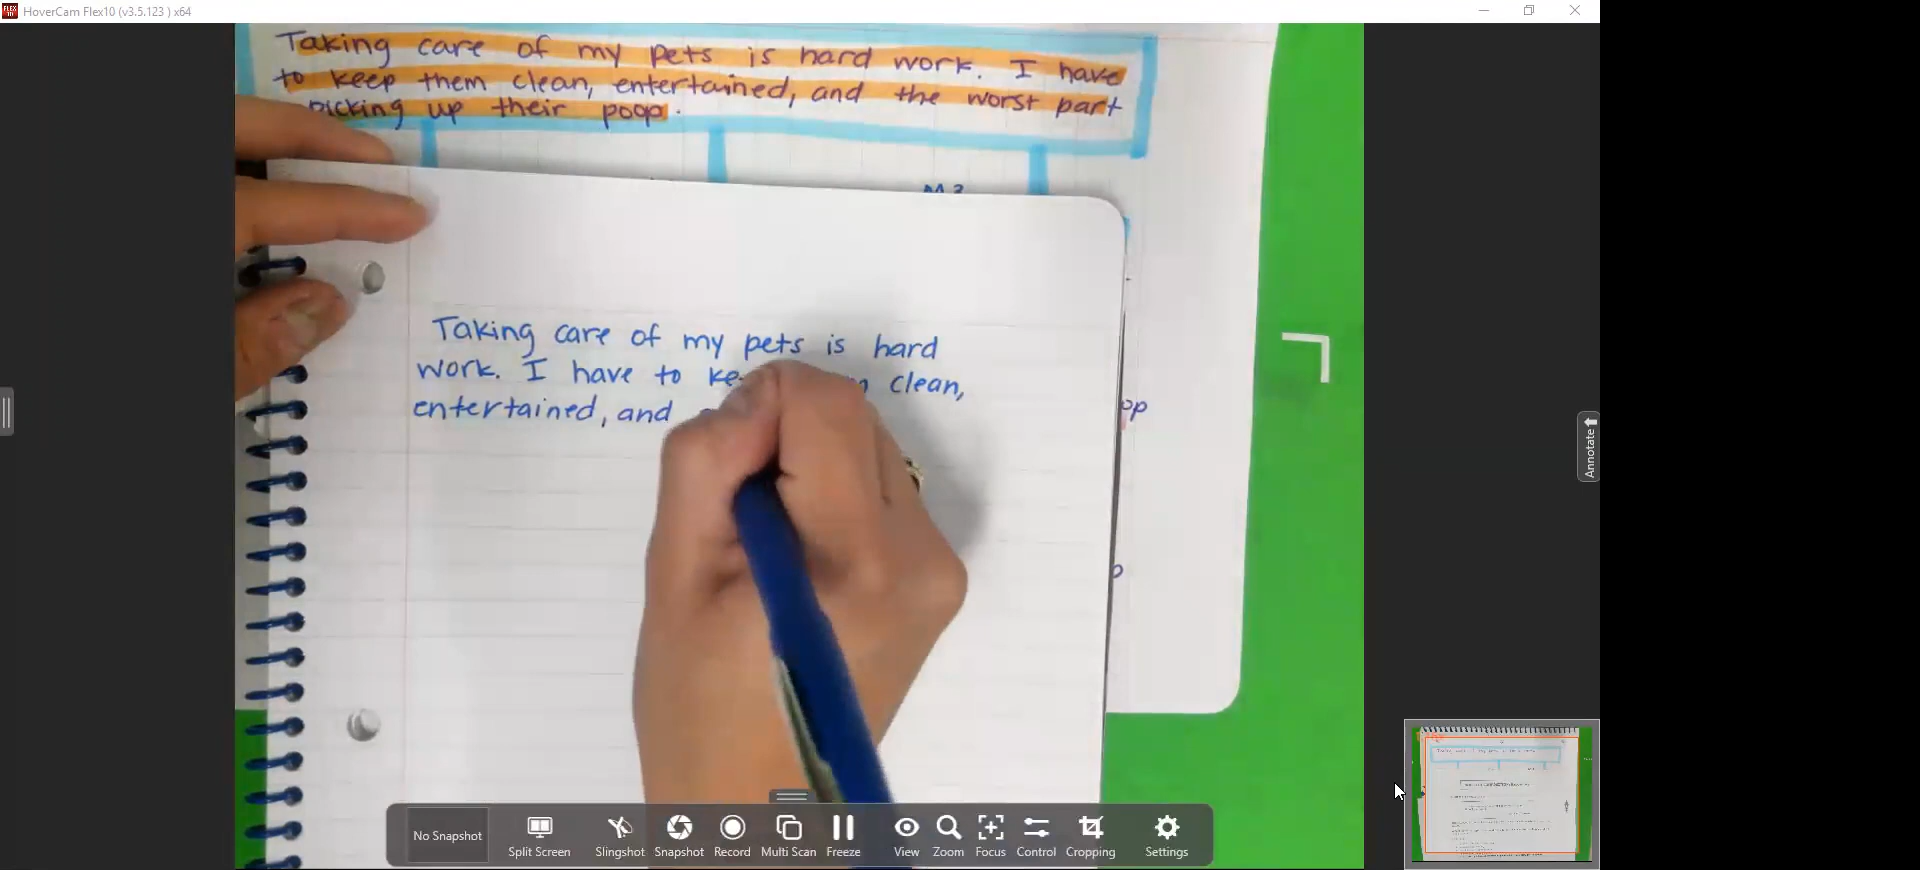 HoverCam Flex10 (v3.5.123 ) x64
Taking care of my pets is hard work. I have
to keep them clean, entertained, and the worst part
picking up their poop.
M3
Taking care of my pets is hard
work. I have to clean,
entertained, and
op
Annotate
No Snapshot
Split Screen
Slingshot
Snapshot
Record
Multi Scan
Freeze
View
Zoom
Focus
Control
Cropping
Settings